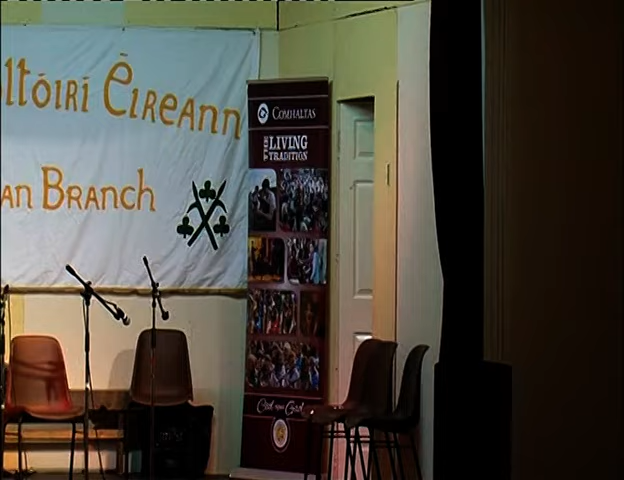 ltóirí Éireann
an Branch
Comhaltas
THE LIVING
TRADITION